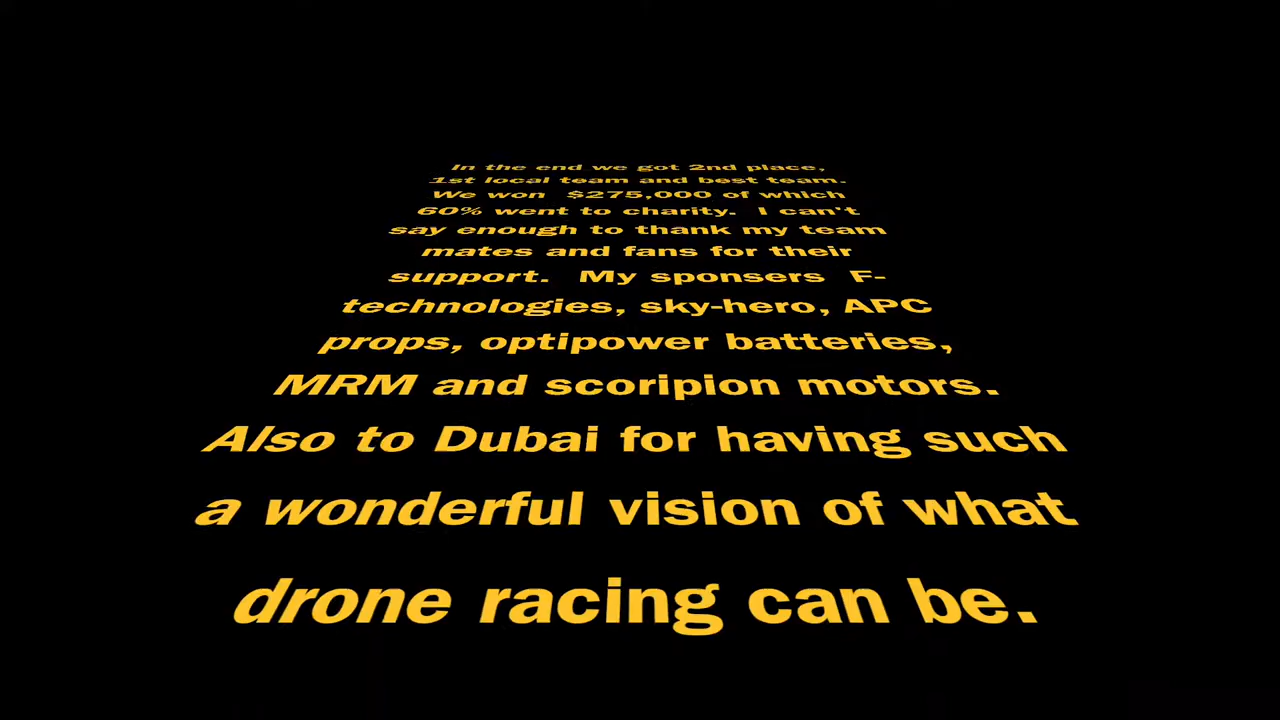 In the end we got 2nd place,
1st local team and best team.
We won  $275,000 of which
60% went to charity.  I can't
say enough to thank my team
mates and fans for their
support.  My sponsers  F-
technologies, sky-hero, APC
props, optipower batteries,
MRM and scoripion motors.
Also to Dubai for having such
a wonderful vision of what
drone racing can be.